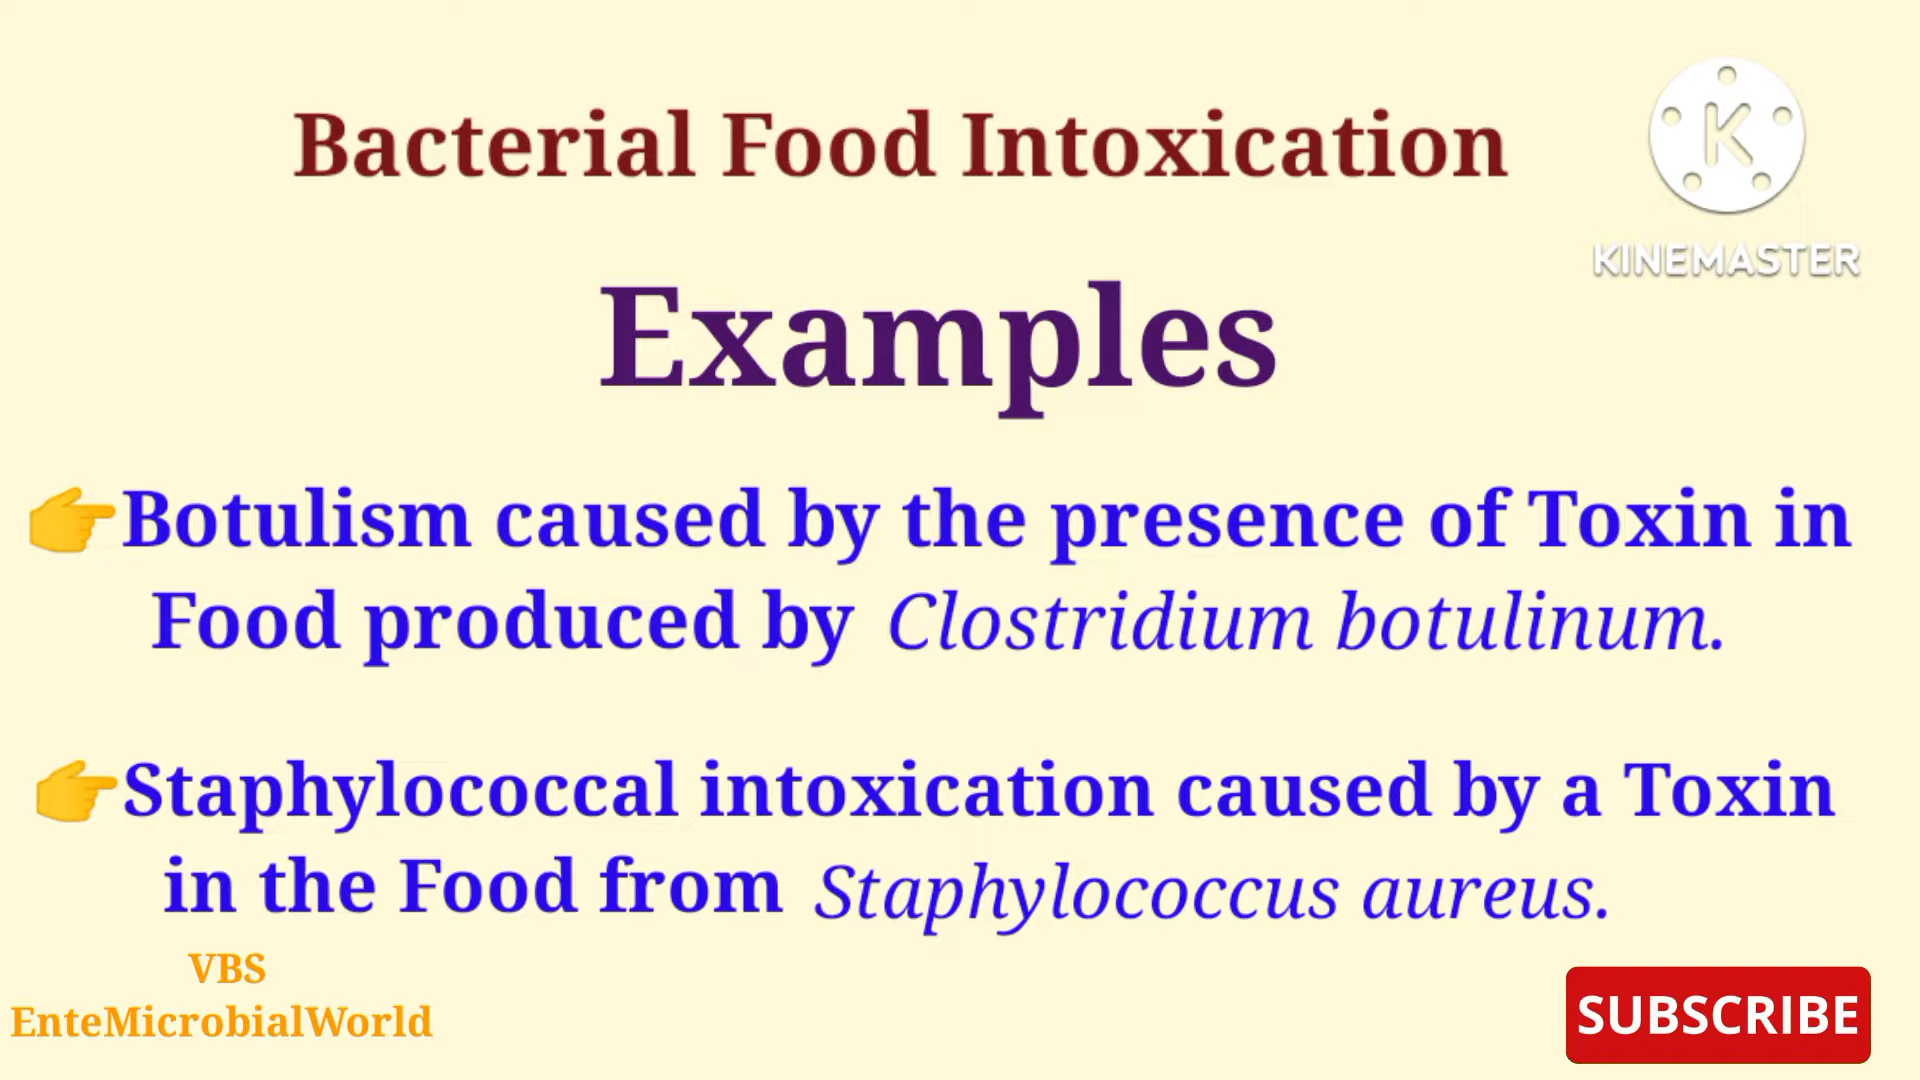 Bacterial Food Intoxication
K
KINEMASTER
Examples
👉Botulism caused by the presence of Toxin in
Food produced by Clostridium botulinum.
👉Staphylococcal intoxication caused by a Toxin
in the Food from Staphylococcus aureus.
VBS
EnteMicrobialWorld
SUBSCRIBE